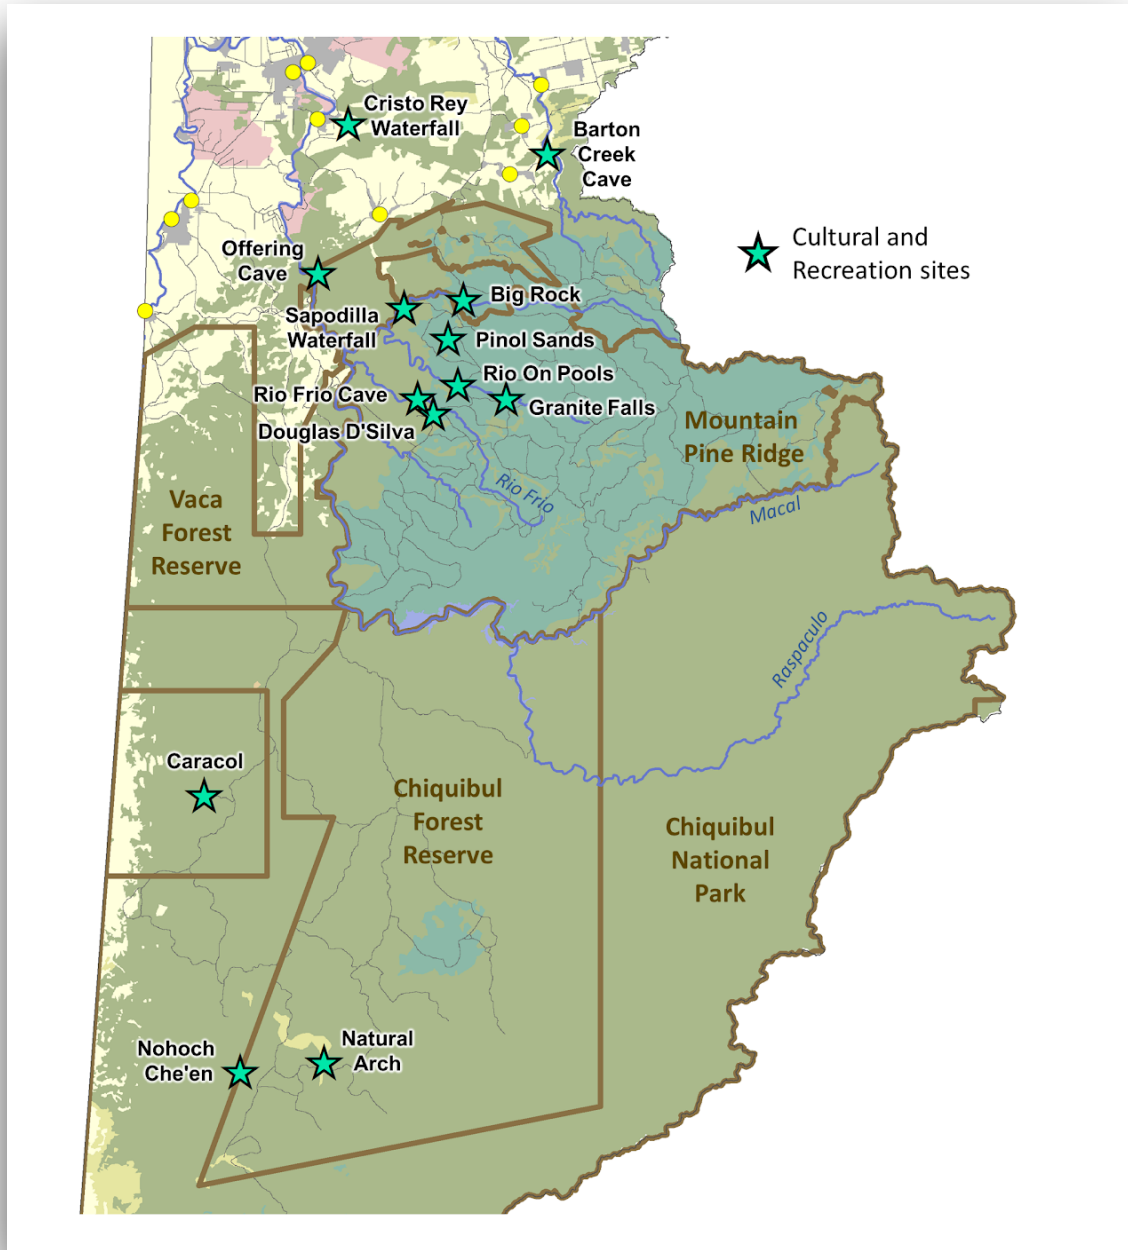 Cristo Rey
Waterfall
Barton
Creek
Cave
Cultural and
Recreation sites
Offering
Cave
Big Rock
Sapodilla
Waterfall
Pinol Sands
Rio On Pools
Rio Frio Cave
Granite Falls
Douglas D'Silva
Mountain
Pine Ridge
Rio Frio
Macal
Vaca
Forest
Reserve
Raspaculo
Caracol
Chiquibul
Forest
Reserve
Chiquibul
National
Park
Nohoch
Che'en
Natural
Arch